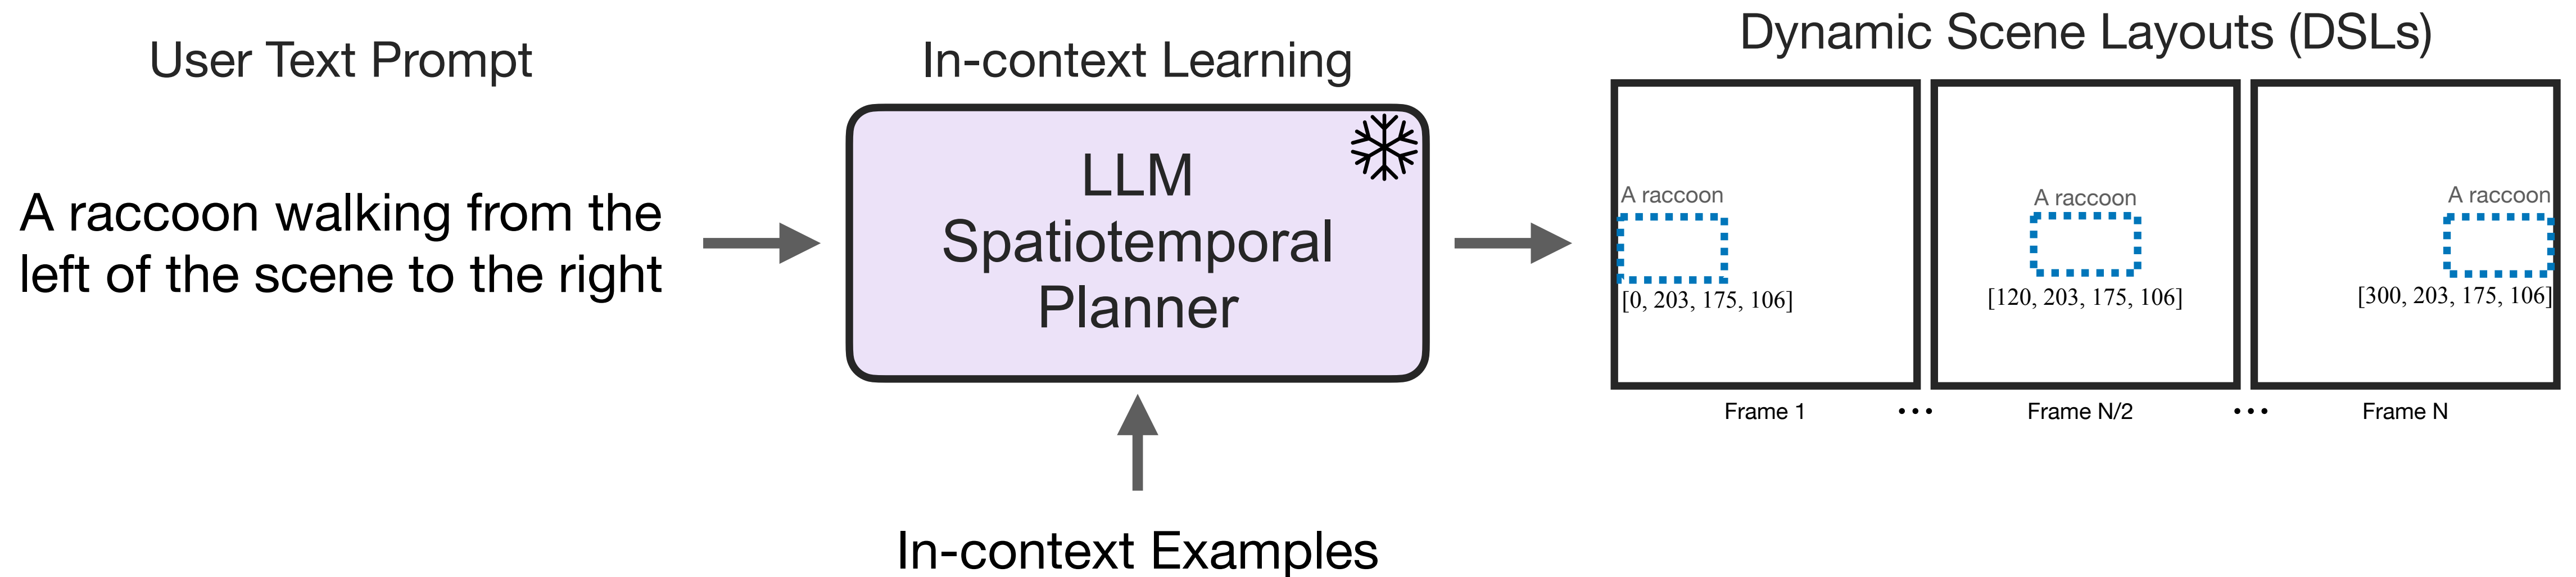 User Text Prompt
A raccoon walking from the
left of the scene to the right
In-context Learning
LLM
Spatiotemporal
Planner
In-context Examples
Dynamic Scene Layouts (DSLs)
A raccoon
[0, 203, 175, 106]
Frame 1
A raccoon
[120, 203, 175, 106]
Frame N/2
A raccoon
[300, 203, 175, 106]
Frame N